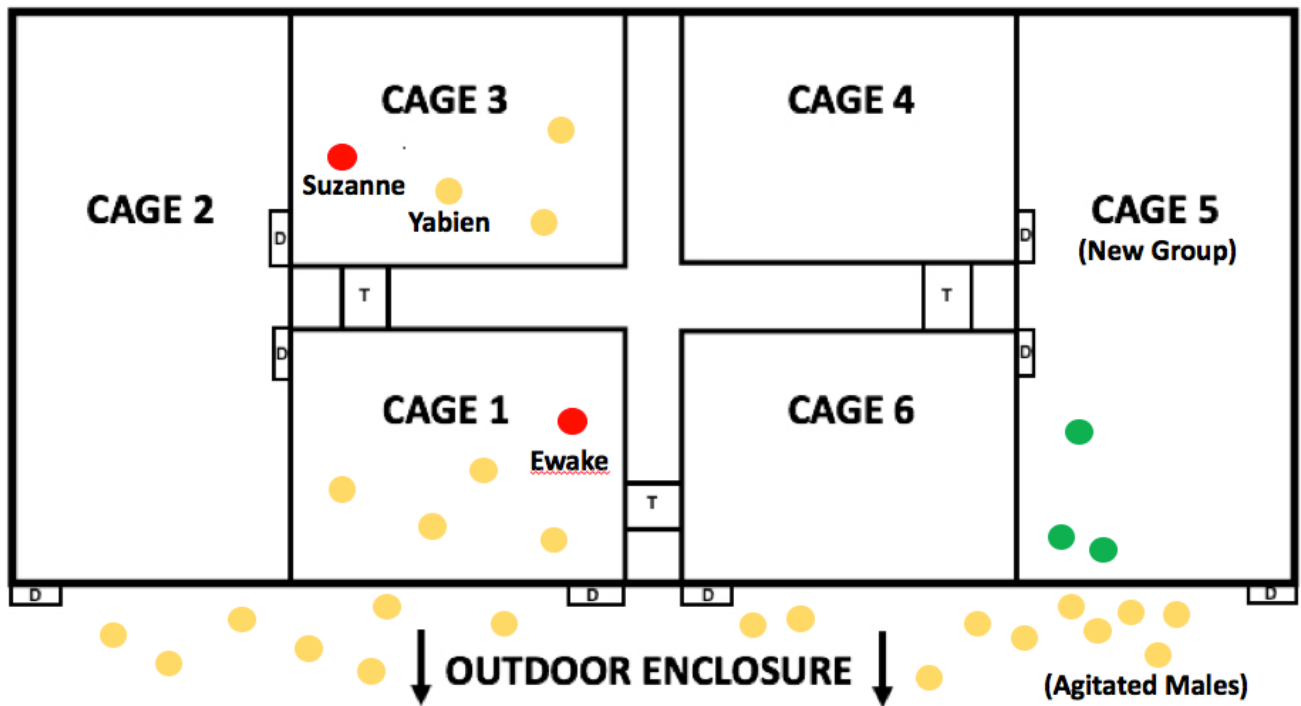 CAGE 3
CAGE 4
Suzanne
CAGE 2
Yabien
CAGE 5
D
D
(New Group)
T
T
D
D
CAGE 1
CAGE 6
Ewake
T
D
D
D
D
OUTDOOR ENCLOSURE
(Agitated Males)